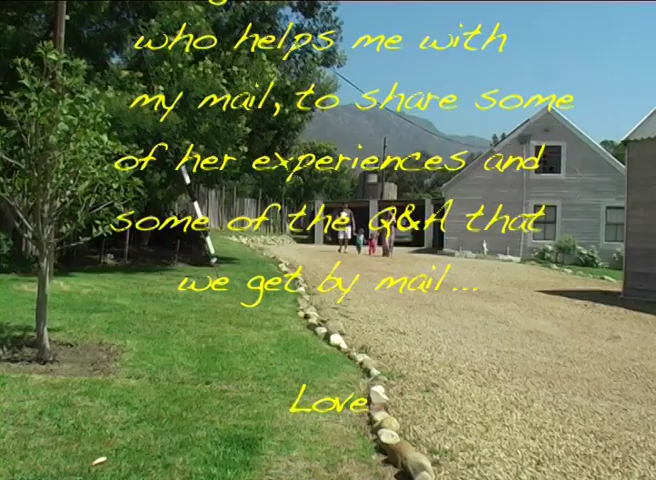 who helps me with
my mail, to share some
of her experiences and
some of the Q&A that
we get by mail...
Love